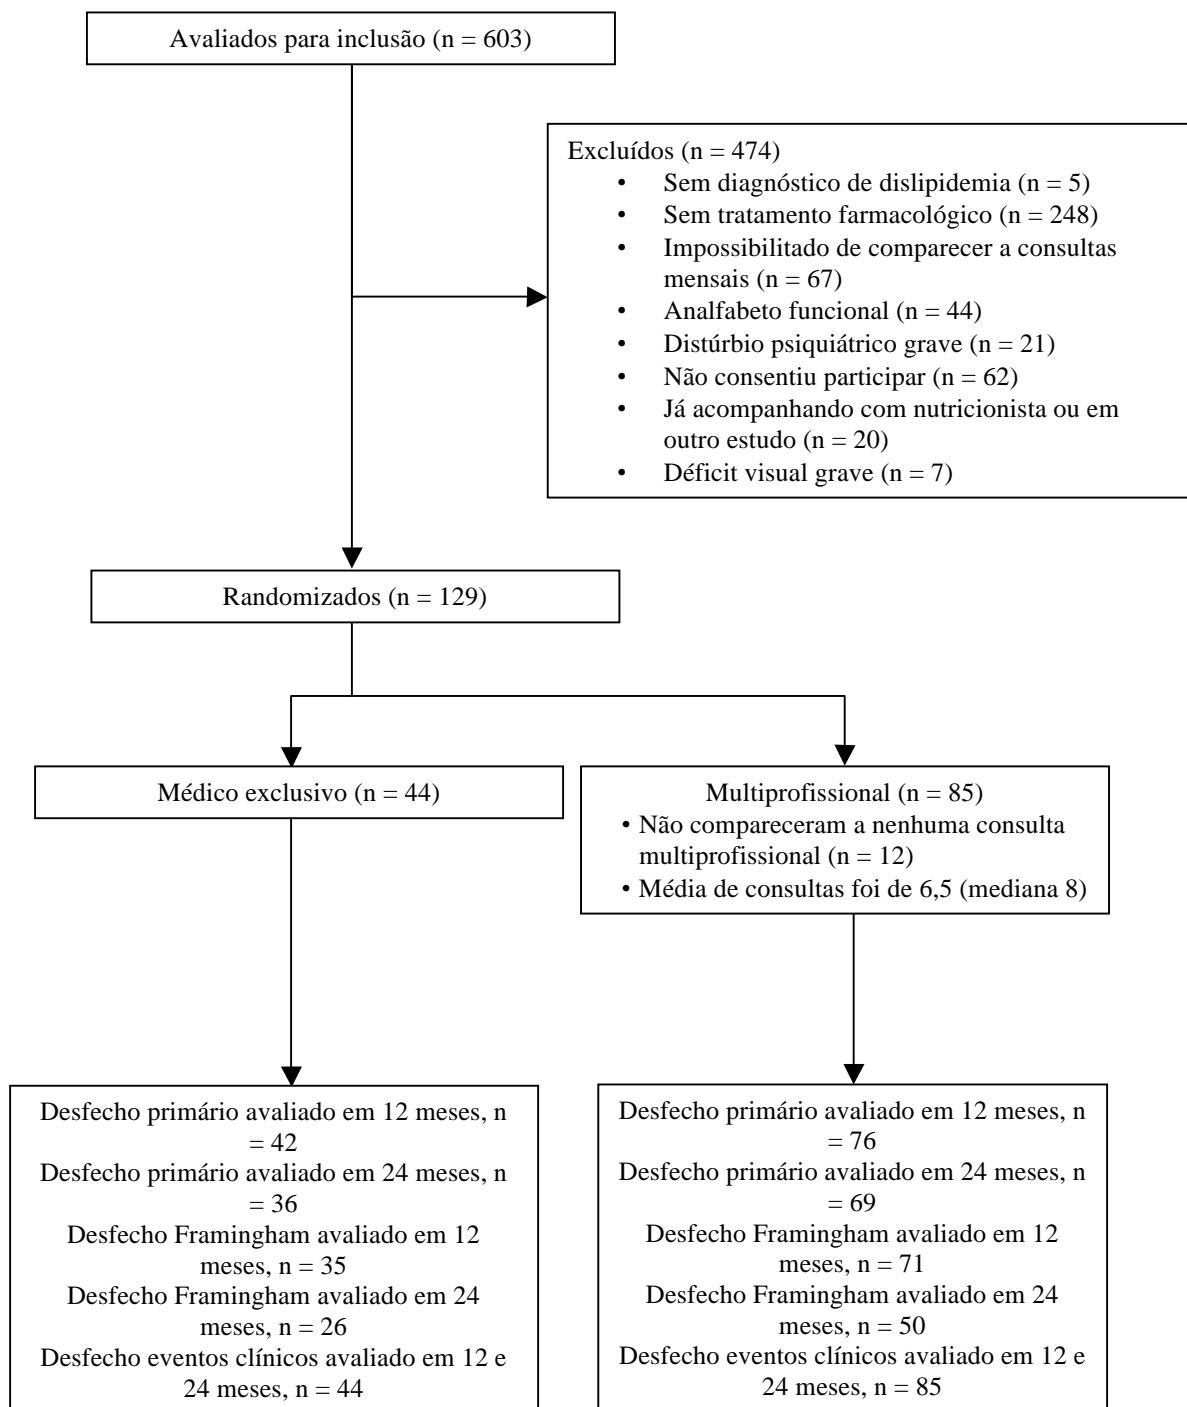 Avaliados para inclusão (n = 603)
Excluídos (n = 474)
• Sem diagnóstico de dislipidemia (n = 5)
• Sem tratamento farmacológico (n = 248)
• Impossibilitado de comparecer a consultas
mensais (n = 67)
• Analfabeto funcional (n = 44)
• Distúrbio psiquiátrico grave (n = 21)
• Não consentiu participar (n = 62)
• Já acompanhando com nutricionista ou em
outro estudo (n = 20)
• Déficit visual grave (n = 7)
Randomizados (n = 129)
Médico exclusivo (n = 44)
Multiprofissional (n = 85)
• Não compareceram a nenhuma consulta
multiprofissional (n = 12)
• Média de consultas foi de 6,5 (mediana 8)
Desfecho primário avaliado em 12 meses, n
= 42
Desfecho primário avaliado em 24 meses, n
= 36
Desfecho Framingham avaliado em 12
meses, n = 35
Desfecho Framingham avaliado em 24
meses, n = 26
Desfecho eventos clínicos avaliado em 12 e
24 meses, n = 44
Desfecho primário avaliado em 12 meses, n
= 76
Desfecho primário avaliado em 24 meses, n
= 69
Desfecho Framingham avaliado em 12
meses, n = 71
Desfecho Framingham avaliado em 24
meses, n = 50
Desfecho eventos clínicos avaliado em 12 e
24 meses, n = 85